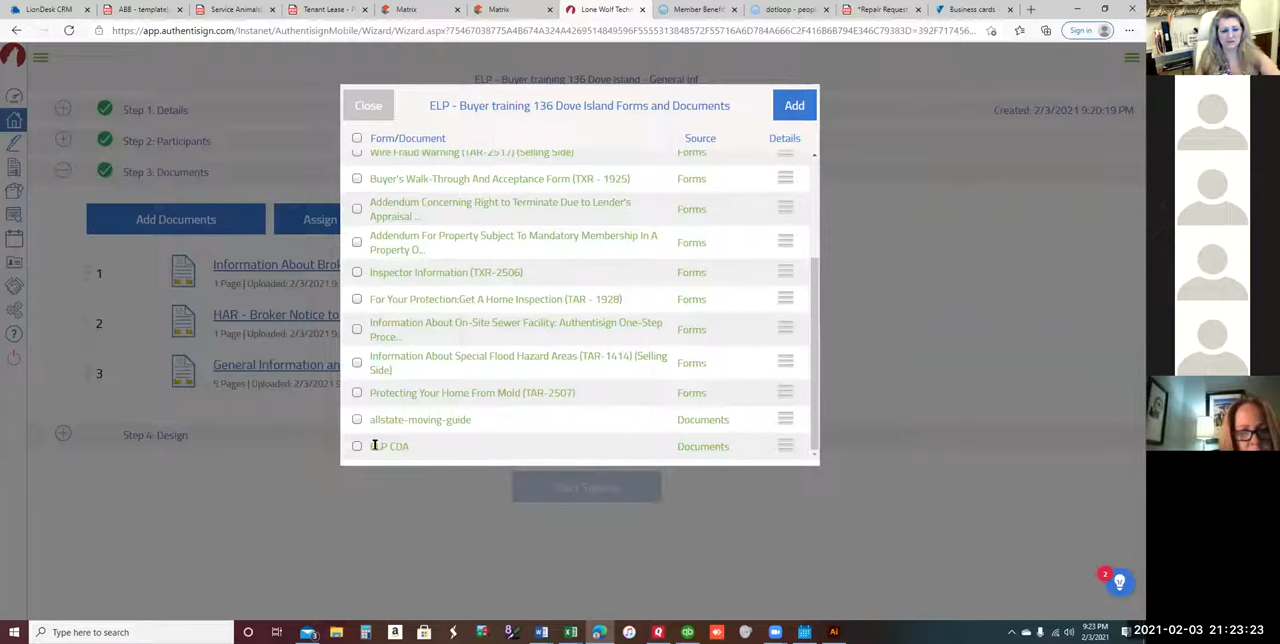 LionDesk CRM
ABB - template
Service Animals
Tenant Lease - P
Matrix
Matrix
Lone Wolf Tech
Member Benefi
dotloop - peopl
*Repair Request
Business cards -
https://app.authentisign.com/Instanet/AuthentisignMobile/Wizard/Wizard.aspx?
Sign in
ELP - Buyer training 136 Dove Island - General Inf...
Step 1: Details
Created: 2/3/2021 9:20:19 PM
Step 2: Participants
Step 3: Documents
Add Documents
Assign
1
Information About Brok
1 Page | Uploaded: 2/3/
2
HAR - Broker Notice to
1 Page | Uploaded: 2/3/
3
General Information an
5 Pages | Uploaded: 2/3/
Step 4: Design
Close
ELP - Buyer training 136 Dove Island Forms and Documents
Add
Form/Document
Source
Details
Wire Fraud Warning (TAR-2517) (Selling Side)
Forms
Buyer's Walk-Through And Acceptance Form (TXR - 1925)
Forms
Addendum Concerning Right to Terminate Due to Lender's
Appraisal ...
Forms
Addendum For Property Subject To Mandatory Membership In A
Property O...
Forms
Inspector Information (TXR-2506)
Forms
For Your Protection:Get A Home Inspection (TAR - 1928)
Forms
Information About On-Site Sewer Facility: Authentisign One-Step
Proce...
Forms
Information About Special Flood Hazard Areas (TAR-1414) (Selling
Side)
Forms
Protecting Your Home From Mold (TAR-2507)
Forms
allstate-moving-guide
Documents
ELP CDA
Documents
2
Type here to search
9:23 PM
2/3/2021
2021-02-03 21:23:23